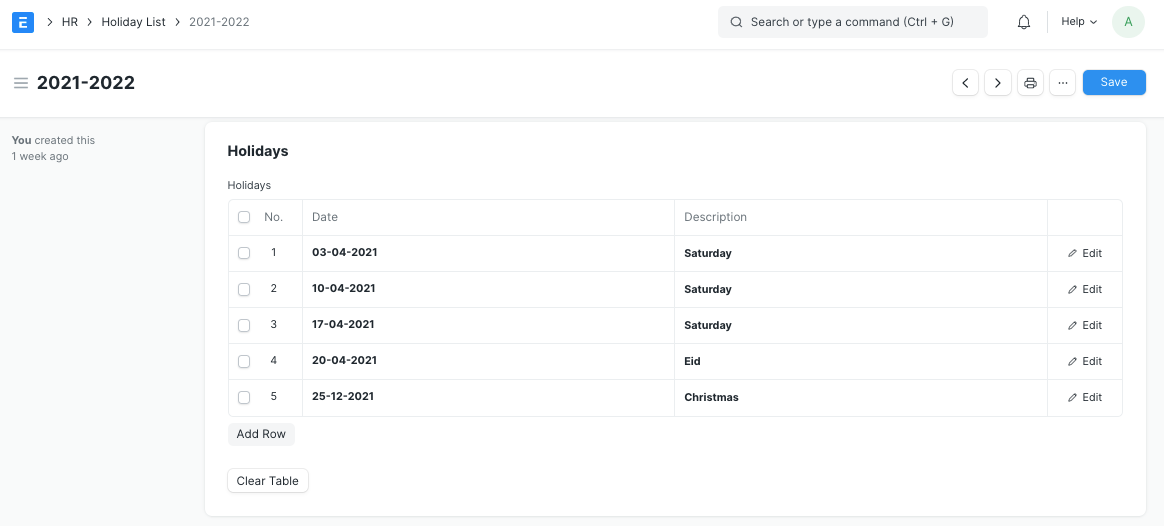 E HR Holiday List 2021-2022 Search or type a command (Ctrl + G) Help A
2021-2022 ... Save
You created this
1 week ago
Holidays
Holidays
No. Date Description
1 03-04-2021 Saturday Edit
2 10-04-2021 Saturday Edit
3 17-04-2021 Saturday Edit
4 20-04-2021 Eid Edit
5 25-12-2021 Christmas Edit
Add Row
Clear Table